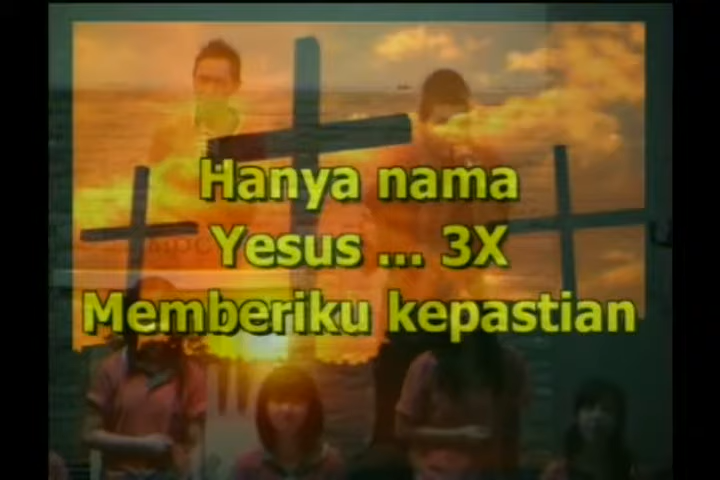 Hanya nama
Yesus ... 3X
Memberiku kepastian